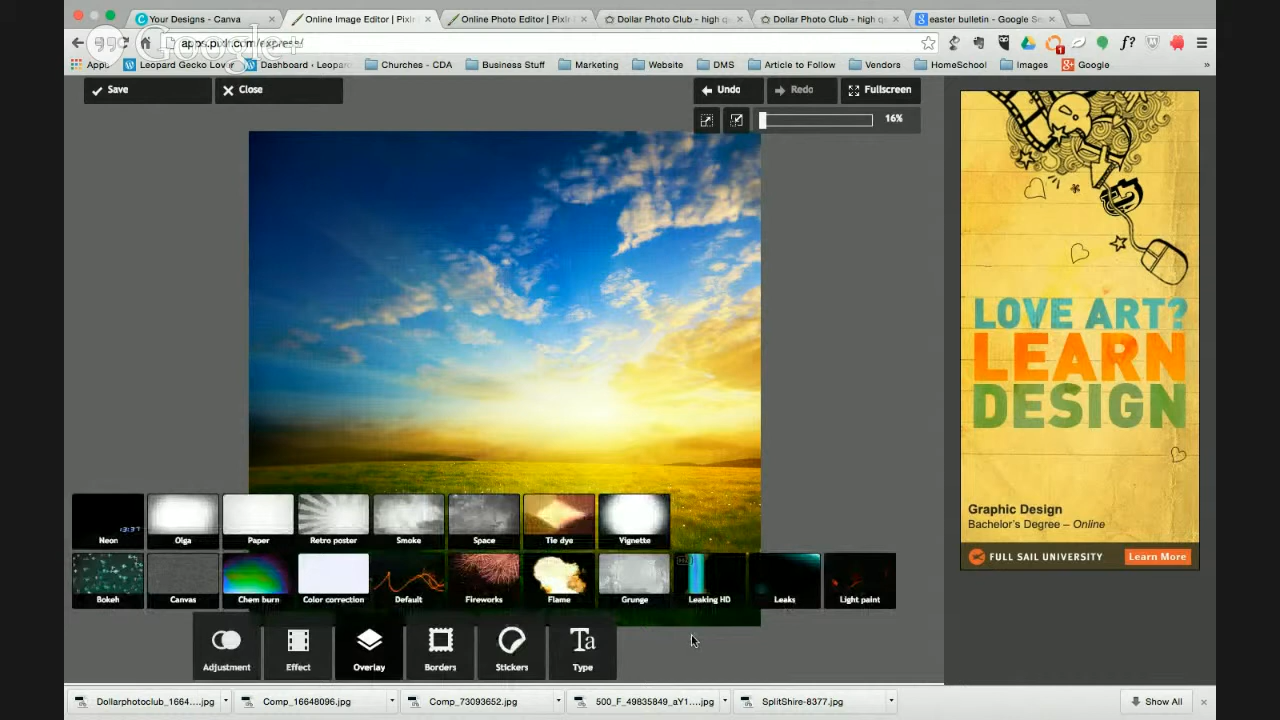 Your Designs - Canva
Online Image Editor | Pixlr
Online Photo Editor | Pixlr
Dollar Photo Club - high q
Dollar Photo Club - high q
easter bulletin - Google Se
Google+
apps.pixlr.com/express/
f?
1
Apps
Leopard Gecko Lover
Dashboard ‹ Leopar
Churches - CDA
Business Stuff
Marketing
Website
DMS
Article to Follow
Vendors
HomeSchool
Images
Google
»
Save
Close
Undo
Redo
Fullscreen
16%
LOVE ART?
LEARN
DESIGN
Graphic Design
Bachelor's Degree – Online
FULL SAIL UNIVERSITY
Learn More
Neon
Olga
Paper
Retro poster
Smoke
Space
Tie dye
Vignette
Bokeh
Canvas
Chem burn
Color correction
Default
Fireworks
Flame
Grunge
Leaking HD
Leaks
Light paint
Adjustment
Effect
Overlay
Borders
Stickers
Ta
Type
Dollarphotoclub_1664....jpg
Comp_16648096.jpg
Comp_73093652.jpg
500_F_49835849_aY1....jpg
SplitShire-8377.jpg
Show All